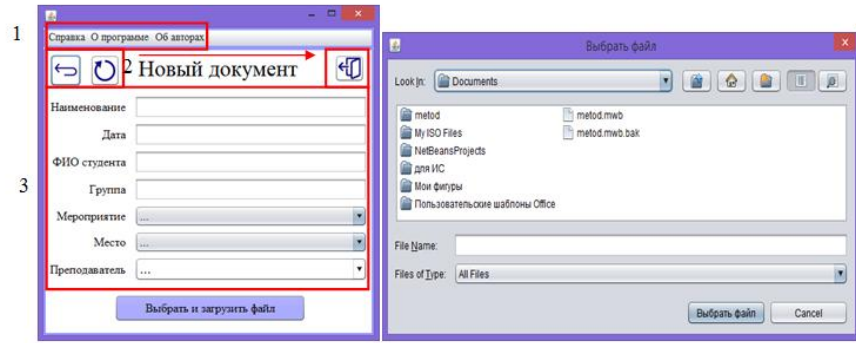 1
Справка О программе Об авторах
2 Новый документ
3
Наименование
Дата
ФИО студента
Группа
Мероприятие ...
Место ...
Преподаватель ...
Выбрать и загрузить файл
Выбрать файл
Look In: Documents
metod
My ISO Files
NetBeansProjects
для ИС
Мои фигуры
Пользовательские шаблоны Office
metod.mwb
metod.mwb.bak
File Name:
Files of Type: All Files
Выбрать файл Cancel